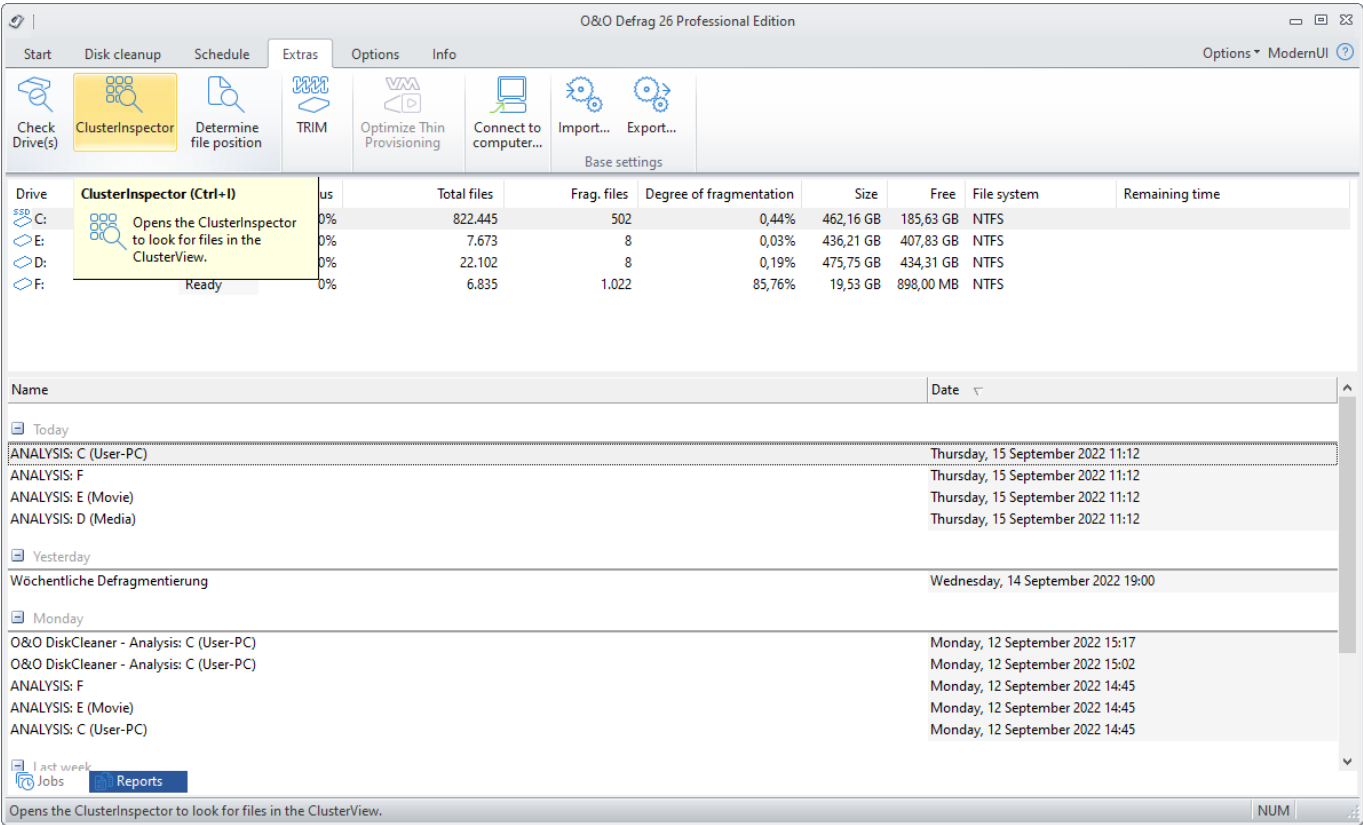 O&O Defrag 26 Professional Edition
Start Disk cleanup Schedule Extras Options Info Options ModernUI ?
Check Drive(s)
ClusterInspector
Determine file position
TRIM
VM
Optimize Thin Provisioning
Connect to computer...
Import... Export...
Base settings
Drive us Total files Frag. files Degree of fragmentation Size Free File system Remaining time
ClusterInspector (Ctrl+I)
Opens the ClusterInspector
to look for files in the
ClusterView.
SSD C: 0% 822.445 502 0,44% 462,16 GB 185,63 GB NTFS
E: 0% 7.673 8 0,03% 436,21 GB 407,83 GB NTFS
D: 0% 22.102 8 0,19% 475,75 GB 434,31 GB NTFS
F: Ready 0% 6.835 1.022 85,76% 19,53 GB 898,00 MB NTFS
Name Date
Today
ANALYSIS: C (User-PC) Thursday, 15 September 2022 11:12
ANALYSIS: F Thursday, 15 September 2022 11:12
ANALYSIS: E (Movie) Thursday, 15 September 2022 11:12
ANALYSIS: D (Media) Thursday, 15 September 2022 11:12
Yesterday
Wöchentliche Defragmentierung Wednesday, 14 September 2022 19:00
Monday
O&O DiskCleaner - Analysis: C (User-PC) Monday, 12 September 2022 15:17
O&O DiskCleaner - Analysis: C (User-PC) Monday, 12 September 2022 15:02
ANALYSIS: F Monday, 12 September 2022 14:45
ANALYSIS: E (Movie) Monday, 12 September 2022 14:45
ANALYSIS: C (User-PC) Monday, 12 September 2022 14:45
Last week
Jobs Reports
Opens the ClusterInspector to look for files in the ClusterView. NUM